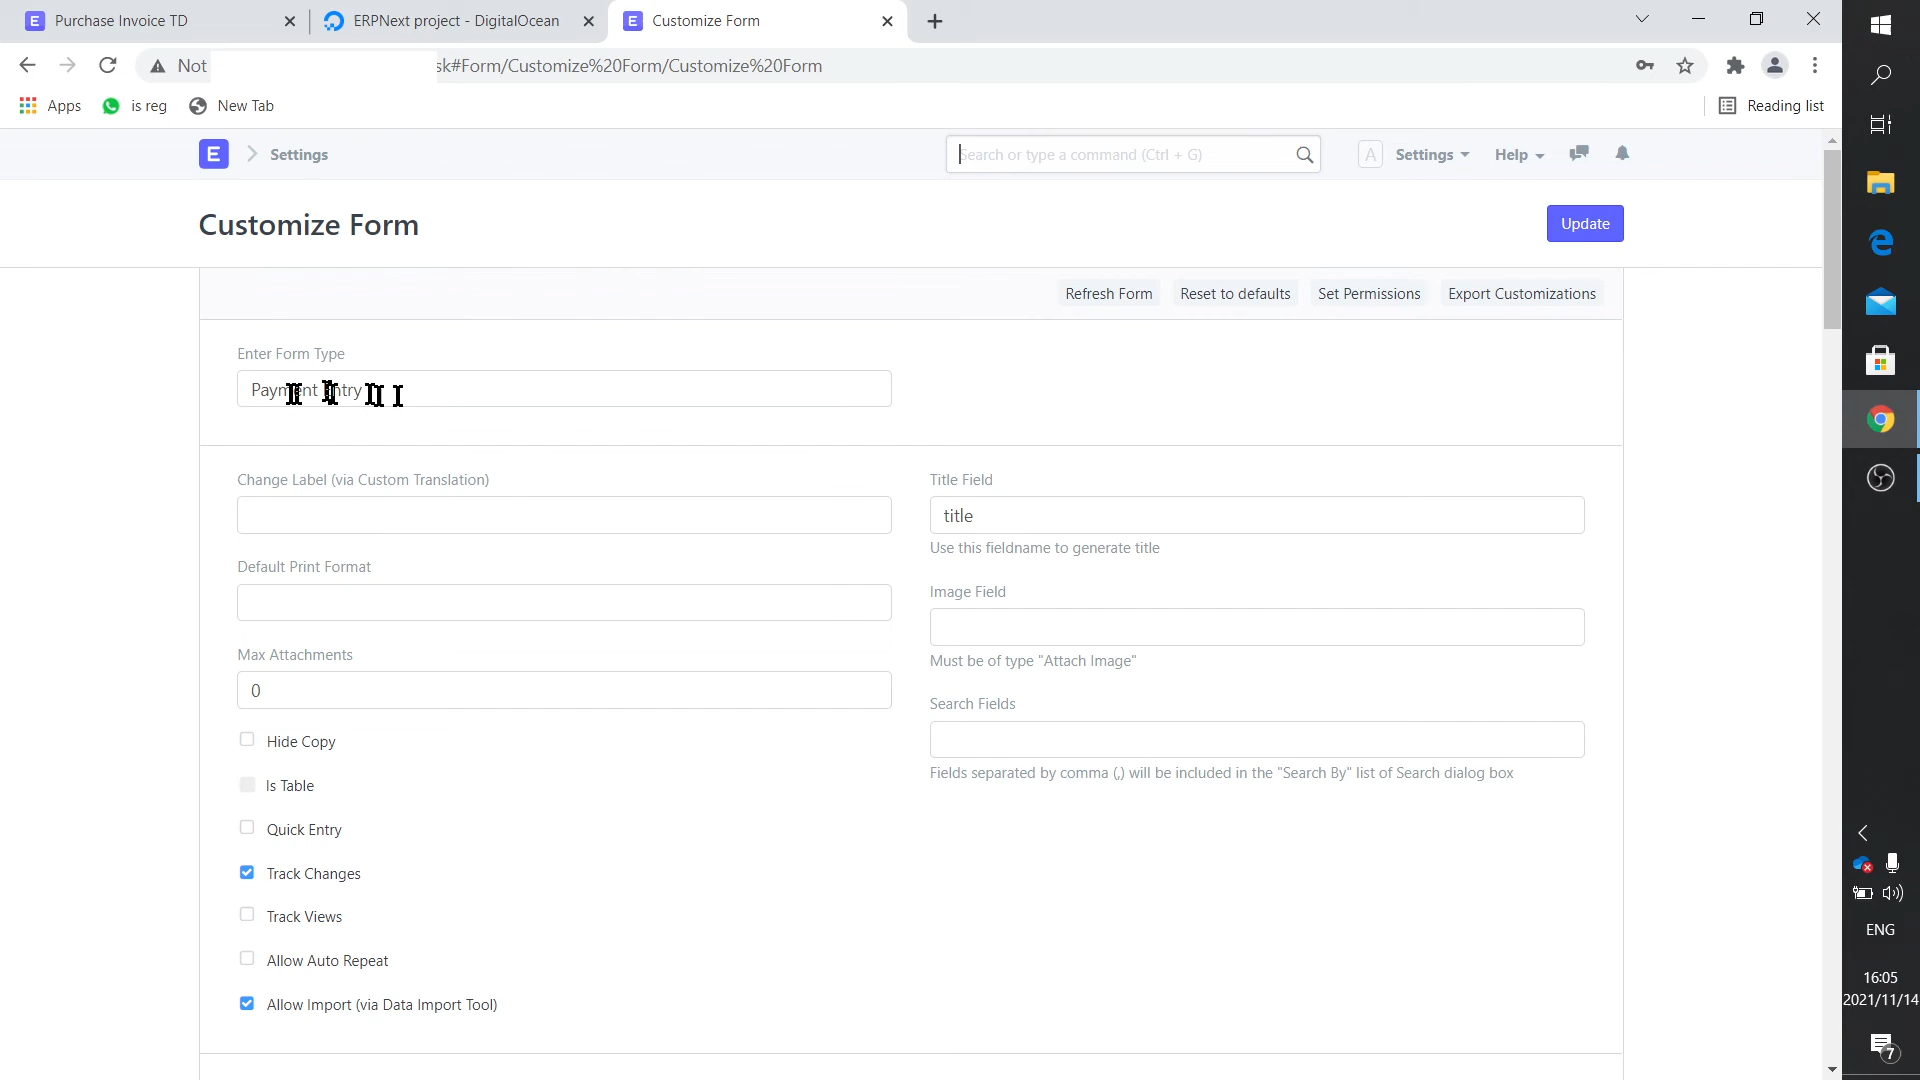 Purchase Invoice TD
ERPNext project - DigitalOcean
Customize Form
Not
sk#Form/Customize%20Form/Customize%20Form
Apps
is reg
New Tab
Reading list
E
Settings
Search or type a command (Ctrl + G)
A
Settings
Help
Customize Form
Update
Refresh Form
Reset to defaults
Set Permissions
Export Customizations
Enter Form Type
Payment Entry
Change Label (via Custom Translation)
Title Field
title
Use this fieldname to generate title
Default Print Format
Image Field
Must be of type "Attach Image"
Max Attachments
0
Search Fields
Fields separated by comma (,) will be included in the "Search By" list of Search dialog box
Hide Copy
Is Table
Quick Entry
Track Changes
Track Views
Allow Auto Repeat
Allow Import (via Data Import Tool)
ENG
16:05
2021/11/14
7